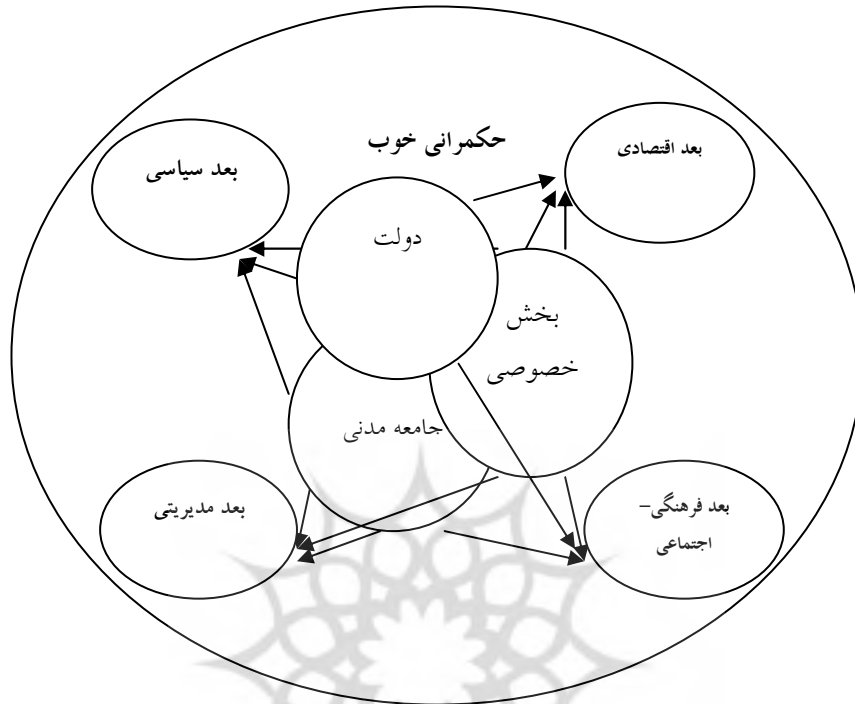 حکمرانی خوب
بعد اقتصادی
بعد سیاسی
دولت
بخش
خصوصی
جامعه مدنی
بعد فرهنگی–
اجتماعی
بعد مدیریتی